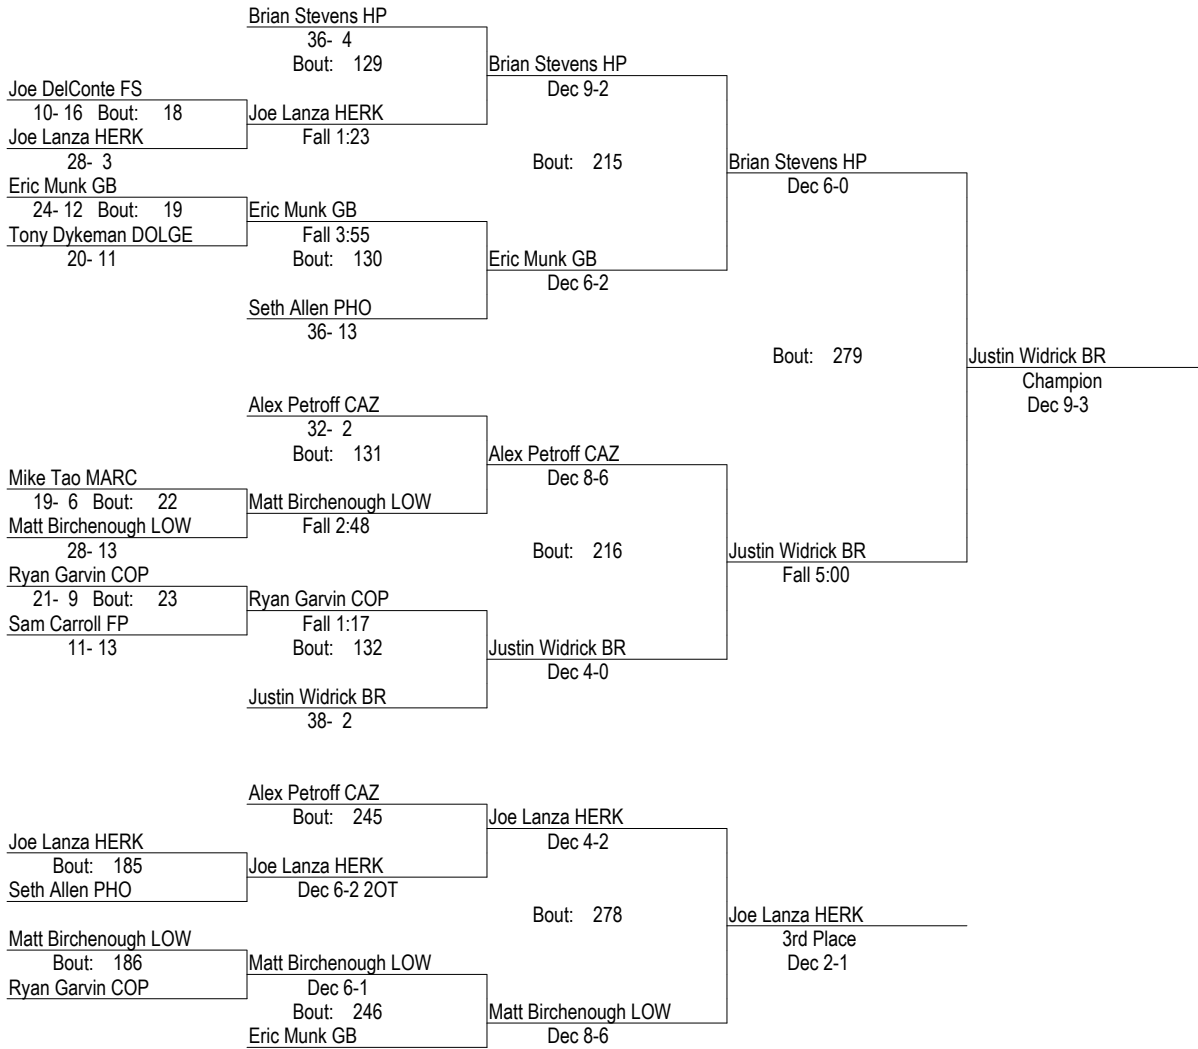 Brian Stevens HP
36- 4
Bout: 129
Brian Stevens HP
Dec 9-2
Joe DelConte FS
10- 16 Bout: 18
Joe Lanza HERK
Fall 1:23
Joe Lanza HERK
28- 3
Bout: 215
Brian Stevens HP
Dec 6-0
Eric Munk GB
24- 12 Bout: 19
Eric Munk GB
Fall 3:55
Tony Dykeman DOLGE
20- 11
Bout: 130
Eric Munk GB
Dec 6-2
Seth Allen PHO
36- 13
Bout: 279
Justin Widrick BR
Champion
Dec 9-3
Alex Petroff CAZ
32- 2
Bout: 131
Alex Petroff CAZ
Dec 8-6
Mike Tao MARC
19- 6 Bout: 22
Matt Birchenough LOW
Fall 2:48
Matt Birchenough LOW
28- 13
Bout: 216
Justin Widrick BR
Fall 5:00
Ryan Garvin COP
21- 9 Bout: 23
Ryan Garvin COP
Fall 1:17
Sam Carroll FP
11- 13
Bout: 132
Justin Widrick BR
Dec 4-0
Justin Widrick BR
38- 2
Alex Petroff CAZ
Bout: 245
Joe Lanza HERK
Dec 4-2
Joe Lanza HERK
Bout: 185
Joe Lanza HERK
Dec 6-2 2OT
Seth Allen PHO
Bout: 278
Joe Lanza HERK
3rd Place
Dec 2-1
Matt Birchenough LOW
Bout: 186
Matt Birchenough LOW
Dec 6-1
Ryan Garvin COP
Bout: 246
Matt Birchenough LOW
Dec 8-6
Eric Munk GB